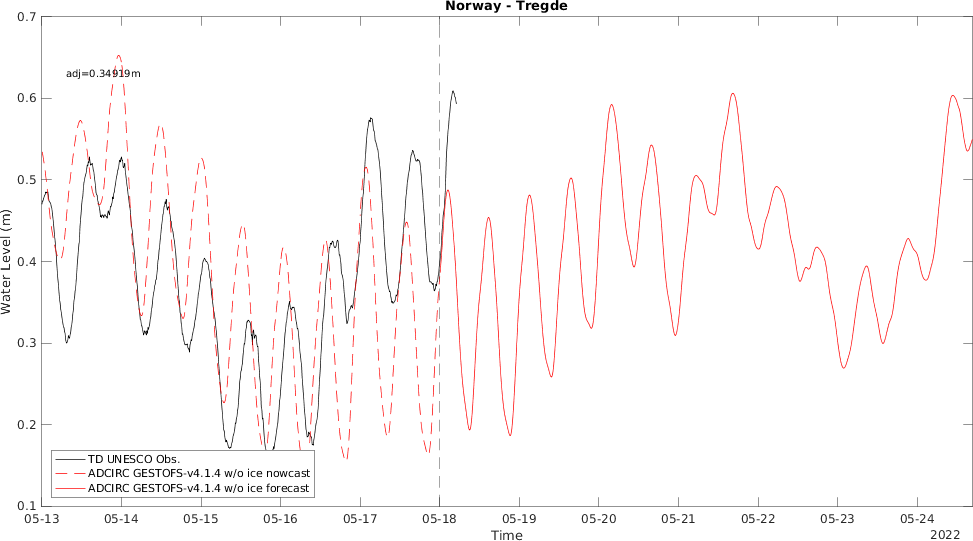 Norway - Tregde
0.7
adj=0.34919m
0.6
0.5
0.4
0.3
0.2
0.1
Water Level (m)
TD UNESCO Obs.
ADCIRC GESTOFS-v4.1.4 w/o ice nowcast
ADCIRC GESTOFS-v4.1.4 w/o ice forecast
05-13 05-14 05-15 05-16 05-17 05-18 05-19 05-20 05-21 05-22 05-23 05-24
Time
2022